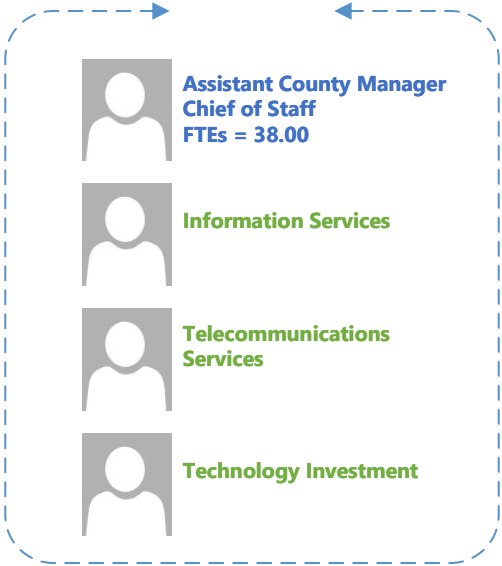 Assistant County Manager
Chief of Staff
FTEs = 38.00
Information Services
Telecommunications
Services
Technology Investment